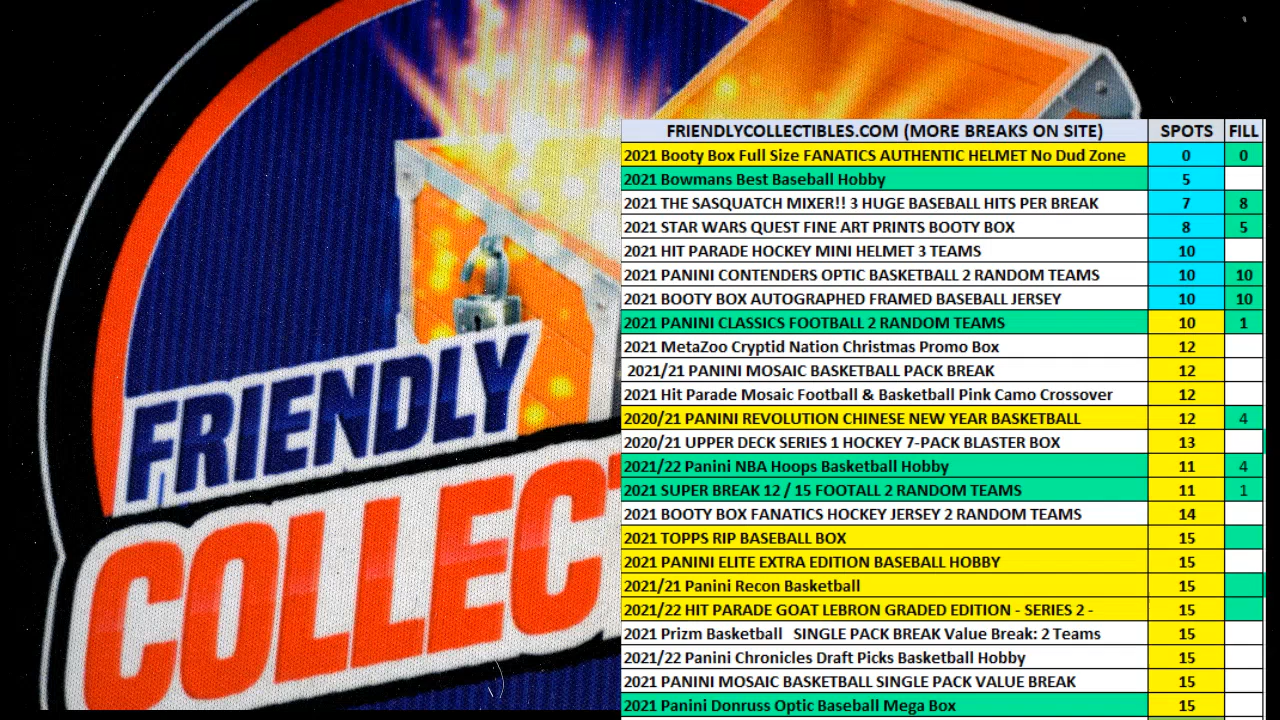 FRIENDLY
COLLEC
FRIENDLYCOLLECTIBLES.COM (MORE BREAKS ON SITE) SPOTS FILL
2021 Booty Box Full Size FANATICS AUTHENTIC HELMET No Dud Zone 0 0
2021 Bowmans Best Baseball Hobby 5
2021 THE SASQUATCH MIXER!! 3 HUGE BASEBALL HITS PER BREAK 7 8
2021 STAR WARS QUEST FINE ART PRINTS BOOTY BOX 8 5
2021 HIT PARADE HOCKEY MINI HELMET 3 TEAMS 10
2021 PANINI CONTENDERS OPTIC BASKETBALL 2 RANDOM TEAMS 10 10
2021 BOOTY BOX AUTOGRAPHED FRAMED BASEBALL JERSEY 10 10
2021 PANINI CLASSICS FOOTBALL 2 RANDOM TEAMS 10 1
2021 MetaZoo Cryptid Nation Christmas Promo Box 12
2021/21 PANINI MOSAIC BASKETBALL PACK BREAK 12
2021 Hit Parade Mosaic Football & Basketball Pink Camo Crossover 12
2020/21 PANINI REVOLUTION CHINESE NEW YEAR BASKETBALL 12 4
2020/21 UPPER DECK SERIES 1 HOCKEY 7-PACK BLASTER BOX 13
2021/22 Panini NBA Hoops Basketball Hobby 11 4
2021 SUPER BREAK 12 / 15 FOOTALL 2 RANDOM TEAMS 11 1
2021 BOOTY BOX FANATICS HOCKEY JERSEY 2 RANDOM TEAMS 14
2021 TOPPS RIP BASEBALL BOX 15
2021 PANINI ELITE EXTRA EDITION BASEBALL HOBBY 15
2021/21 Panini Recon Basketball 15
2021/22 HIT PARADE GOAT LEBRON GRADED EDITION - SERIES 2 - 15
2021 Prizm Basketball SINGLE PACK BREAK Value Break: 2 Teams 15
2021/22 Panini Chronicles Draft Picks Basketball Hobby 15
2021 PANINI MOSAIC BASKETBALL SINGLE PACK VALUE BREAK 15
2021 Panini Donruss Optic Baseball Mega Box 15